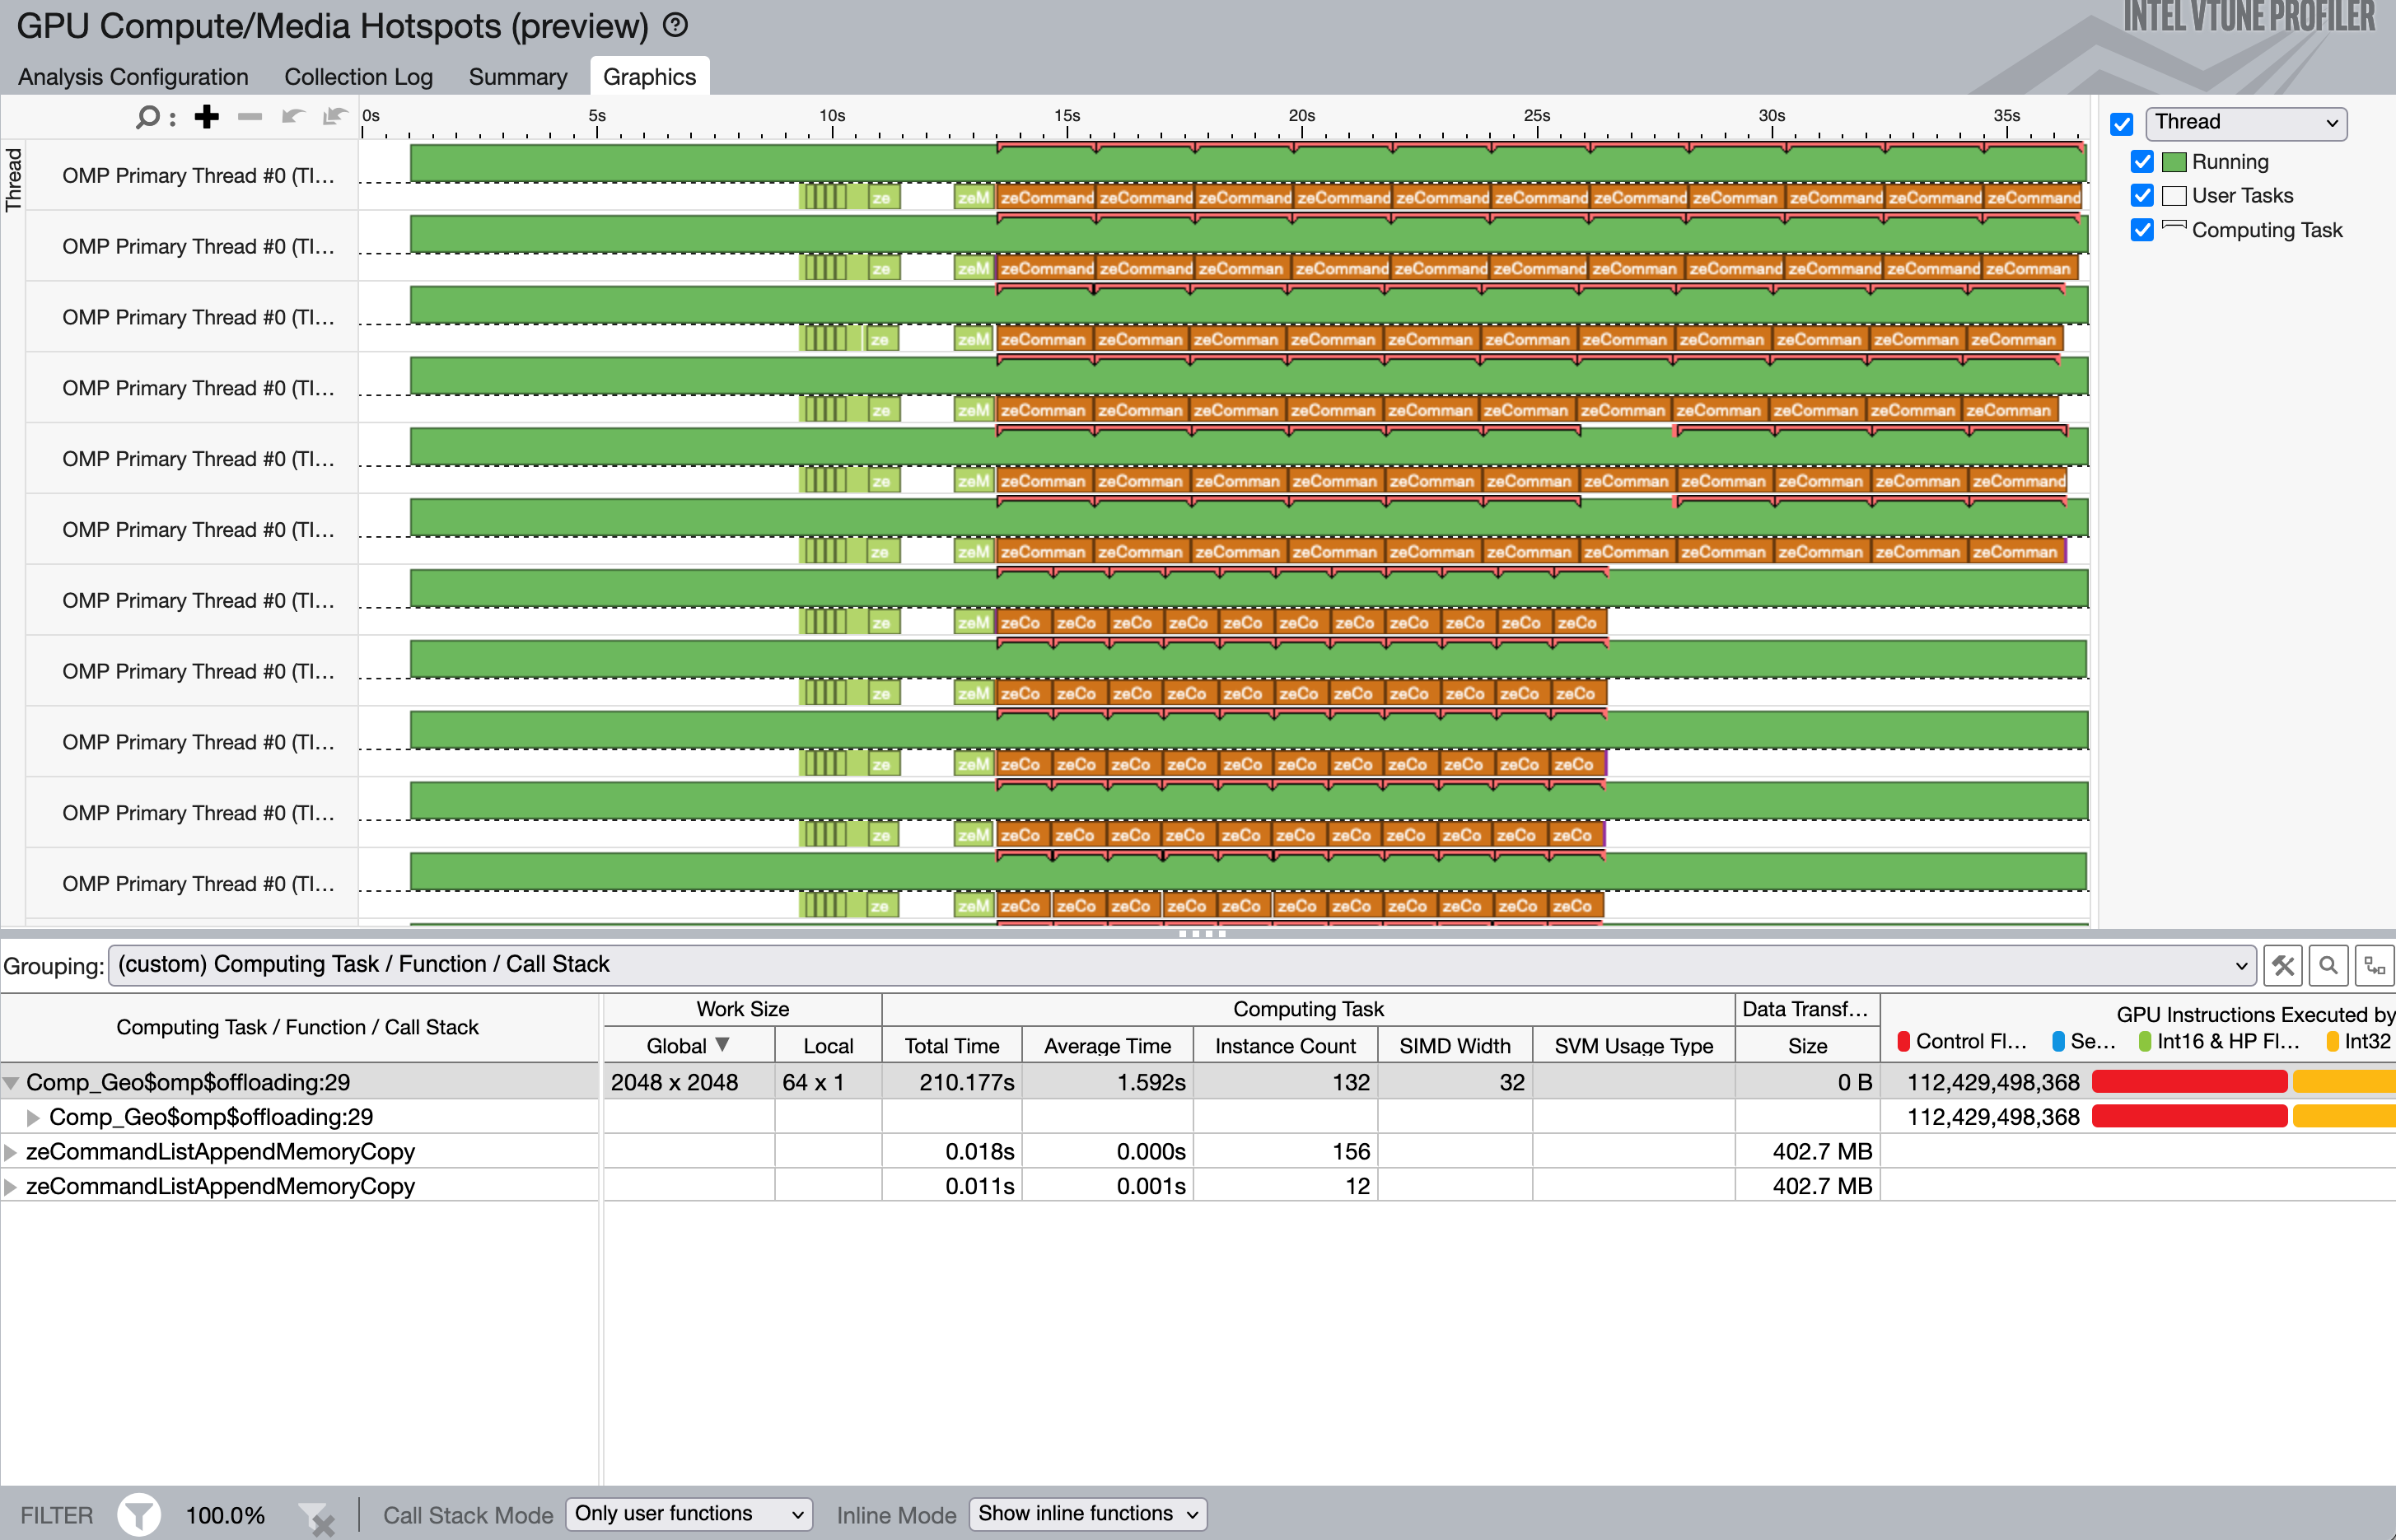 GPU Compute/Media Hotspots (preview) ?
INTEL VTUNE PROFILER
Analysis Configuration Collection Log Summary Graphics
0s 5s 10s 15s 20s 25s 30s 35s
Thread
Thread
Running
User Tasks
Computing Task
OMP Primary Thread #0 (TI...
ze zeM zeCommand zeCommand zeCommand zeCommand zeCommand zeCommand zeCommand zeComman zeCommand zeCommand zeCommand
OMP Primary Thread #0 (TI...
ze zeM zeCommand zeCommand zeComman zeCommand zeCommand zeCommand zeComman zeCommand zeCommand zeCommand zeComman
OMP Primary Thread #0 (TI...
ze zeM zeComman zeComman zeComman zeComman zeComman zeComman zeComman zeComman zeComman zeComman zeComman
OMP Primary Thread #0 (TI...
ze zeM zeComman zeComman zeComman zeComman zeComman zeComman zeComman zeComman zeComman zeComman zeComman
OMP Primary Thread #0 (TI...
ze zeM zeComman zeComman zeComman zeComman zeComman zeComman zeComman zeComman zeComman zeComman zeCommand
OMP Primary Thread #0 (TI...
ze zeM zeComman zeComman zeComman zeComman zeComman zeComman zeComman zeComman zeComman zeComman zeComman
OMP Primary Thread #0 (TI...
ze zeM zeCo zeCo zeCo zeCo zeCo zeCo zeCo zeCo zeCo zeCo zeCo
OMP Primary Thread #0 (TI...
ze zeM zeCo zeCo zeCo zeCo zeCo zeCo zeCo zeCo zeCo zeCo zeCo
OMP Primary Thread #0 (TI...
ze zeM zeCo zeCo zeCo zeCo zeCo zeCo zeCo zeCo zeCo zeCo zeCo
OMP Primary Thread #0 (TI...
ze zeM zeCo zeCo zeCo zeCo zeCo zeCo zeCo zeCo zeCo zeCo zeCo
OMP Primary Thread #0 (TI...
ze zeM zeCo zeCo zeCo zeCo zeCo zeCo zeCo zeCo zeCo zeCo zeCo
Grouping: (custom) Computing Task / Function / Call Stack
Computing Task / Function / Call Stack Work Size Computing Task Data Transf... GPU Instructions Executed by
Global Local Total Time Average Time Instance Count SIMD Width SVM Usage Type Size Control Fl... Se... Int16 & HP Fl... Int32
Comp_Geo$omp$offloading:29 2048 x 2048 64 x 1 210.177s 1.592s 132 32 0 B 112,429,498,368
Comp_Geo$omp$offloading:29 112,429,498,368
zeCommandListAppendMemoryCopy 0.018s 0.000s 156 402.7 MB
zeCommandListAppendMemoryCopy 0.011s 0.001s 12 402.7 MB
FILTER 100.0% Call Stack Mode Only user functions Inline Mode Show inline functions